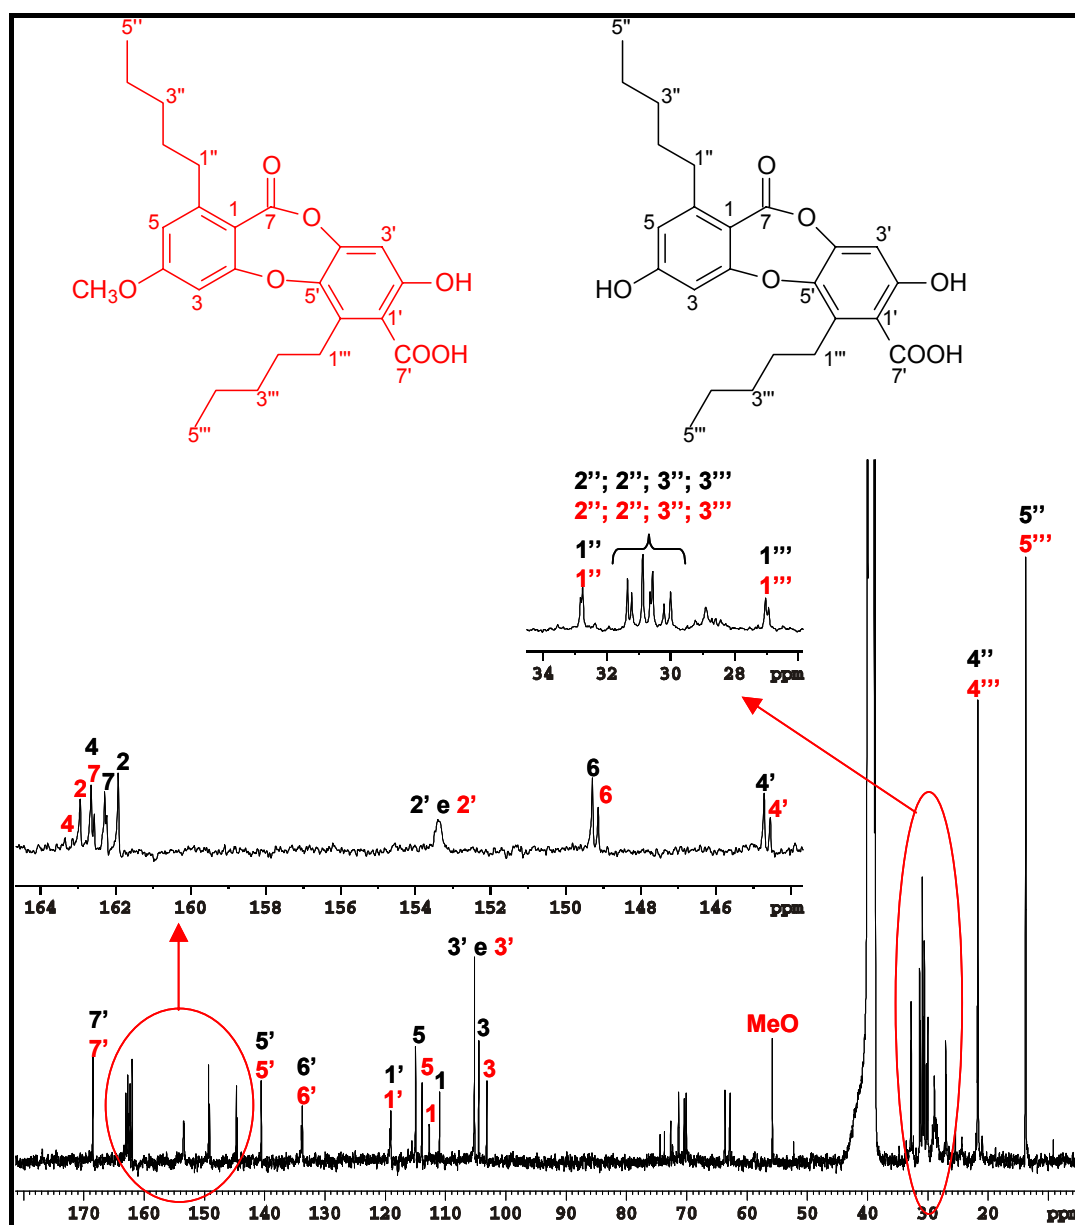 5'' 5''
3'' 3''
1'' O 1'' O
5 1 7 O 3' 5 1 7 O 3'
CH3O 3 O 5' 1' OH HO 3 O 5' 1' OH
1''' COOH 1''' COOH
7' 7'
3''' 3'''
5''' 5'''
2’’; 2’’; 3’’; 3’’’
2’’; 2’’; 3’’; 3’’’
5’’
5’’’
1’’ 1’’’
1’’ 1’’’
34 32 30 28 ppm
4’’
4’’’
4 2 6 4’
2 7 7 2’ e 2’ 6 4’
4
164 162 160 158 156 154 152 150 148 146 ppm
3’ e 3’
7’ 5’ 5 3 MeO
7’ 5’ 6’ 1’ 5 1 3
6’ 1’ 1
170 160 150 140 130 120 110 100 90 80 70 60 50 40 30 20 ppm